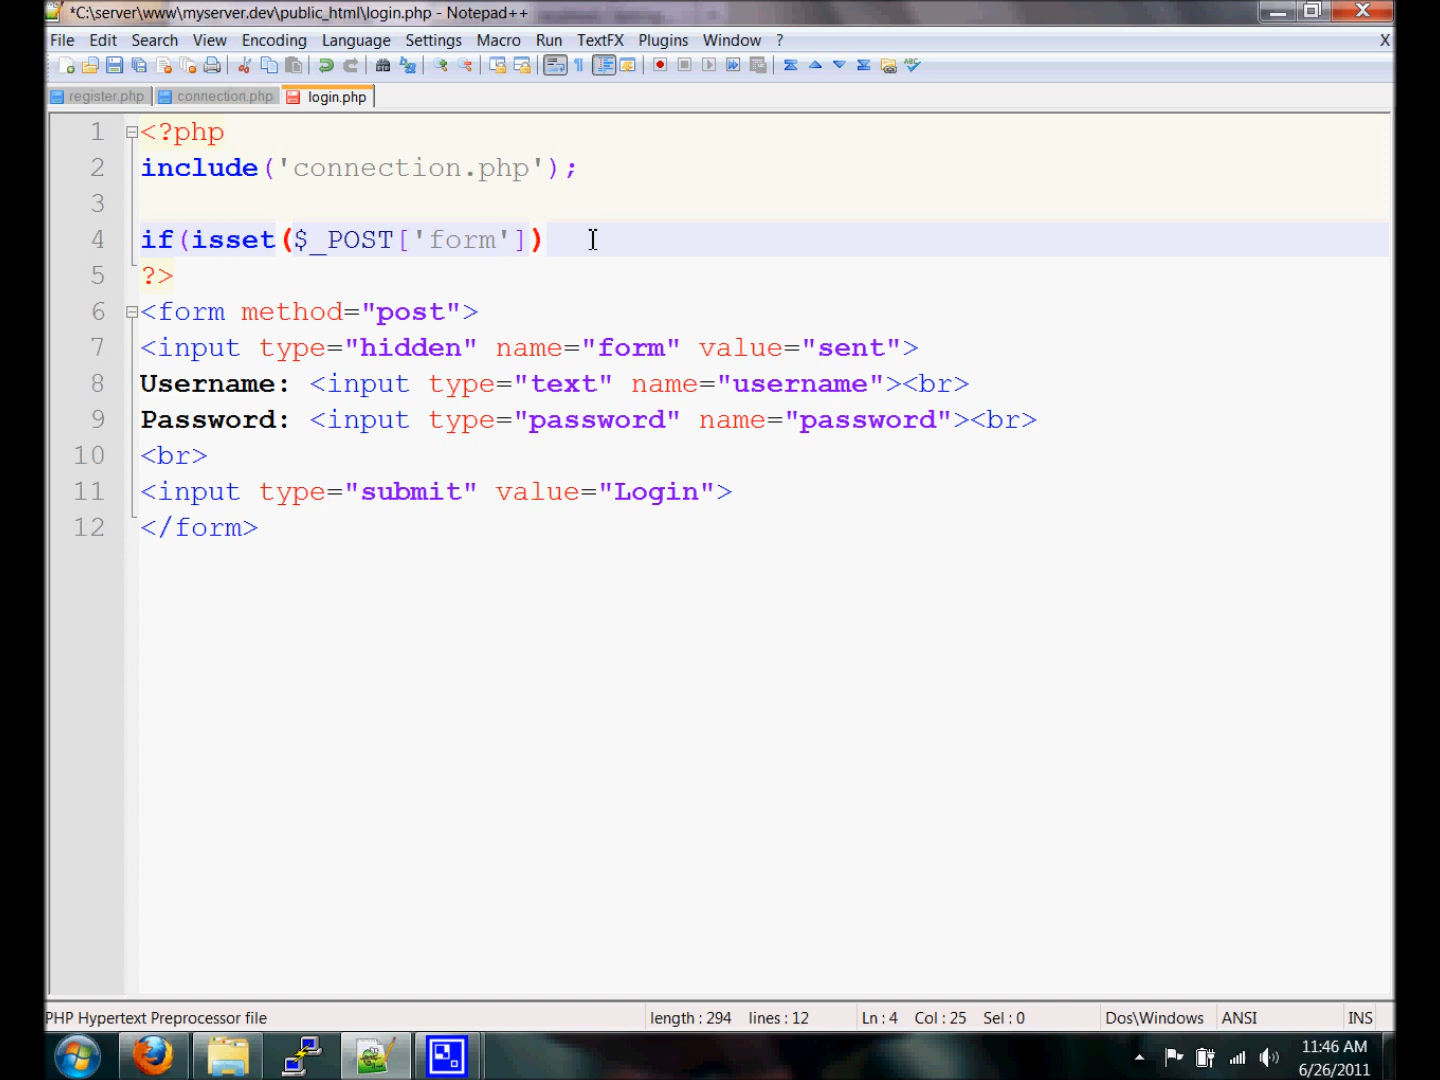 *C:\server\www\myserver.dev\public_html\login.php - Notepad++
File Edit Search View Encoding Language Settings Macro Run TextFX Plugins Window ? X
register.php connection.php login.php
1 <?php
2 include('connection.php');
3
4 if(isset($_POST['form'])
5 ?>
6 <form method="post">
7 <input type="hidden" name="form" value="sent">
8 Username: <input type="text" name="username"><br>
9 Password: <input type="password" name="password"><br>
10 <br>
11 <input type="submit" value="Login">
12 </form>
PHP Hypertext Preprocessor file length : 294 lines : 12 Ln : 4 Col : 25 Sel : 0 Dos\Windows ANSI INS
11:46 AM
6/26/2011